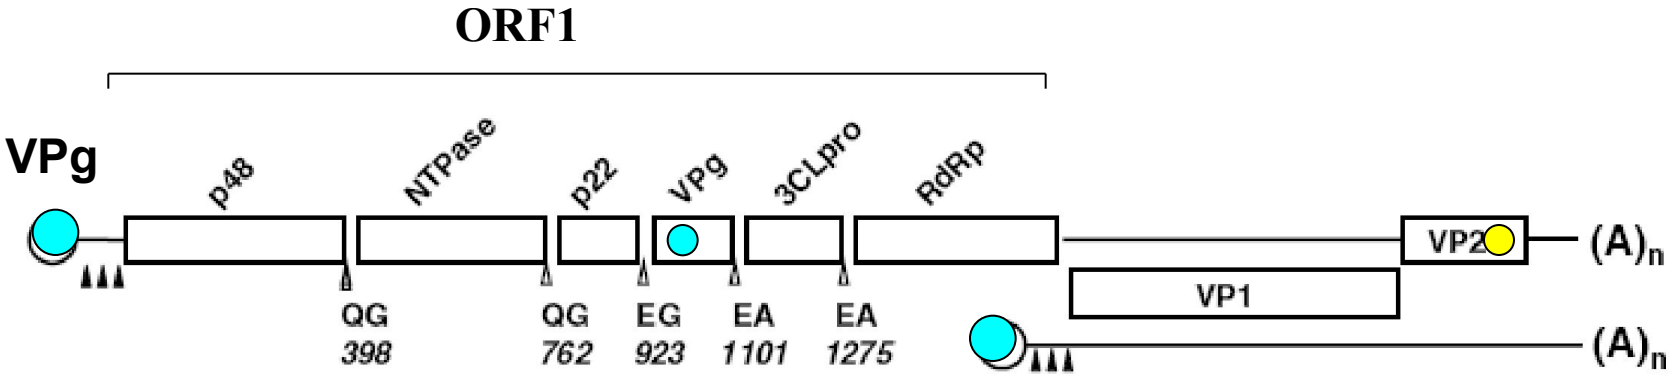 ORF1
VPg
p48 NTPase p22 VPg 3CLpro RdRp
VP2 (A)n
VP1
QG QG EG EA EA
398 762 923 1101 1275
(A)n